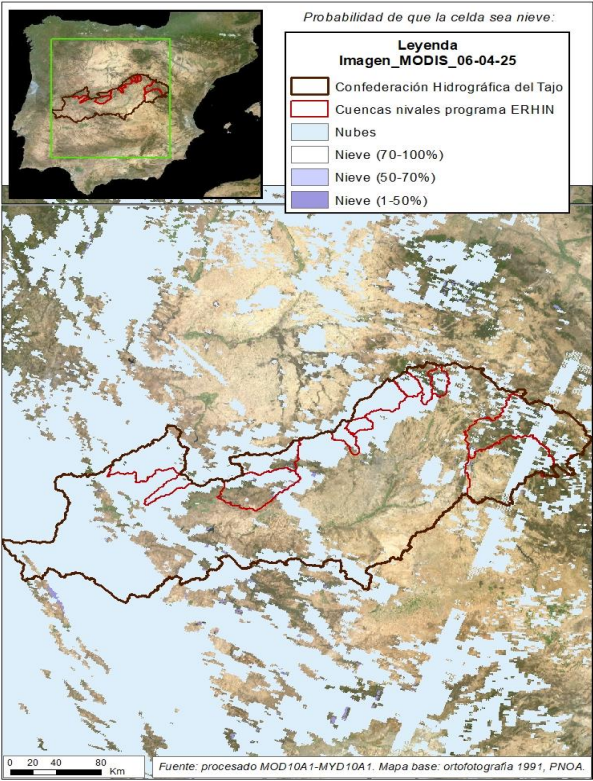 Probabilidad de que la celda sea nieve:
Leyenda
Imagen_MODIS_06-04-25
Confederación Hidrográfica del Tajo
Cuencas nivales programa ERHIN
Nubes
Nieve (70-100%)
Nieve (50-70%)
Nieve (1-50%)
0 20 40 80
Km
Fuente: procesado MOD10A1-MYD10A1. Mapa base: ortofotografía 1991, PNOA.